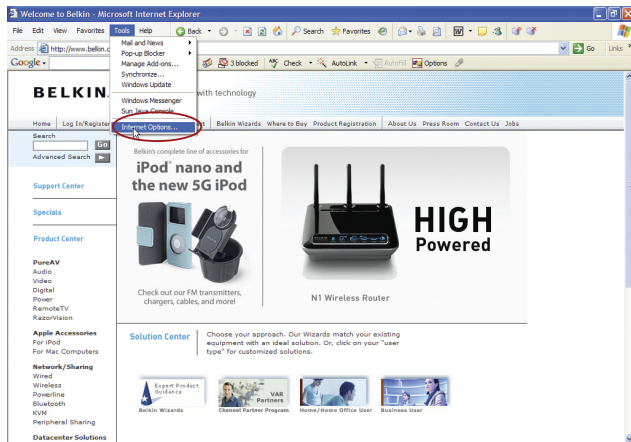 Welcome to Belkin - Microsoft Internet Explorer
File Edit View Favorites Tools Help
Back Search Favorites
Address http://www.belkin.c
Go Links
Mail and News
Pop-up Blocker
Manage Add-ons...
Synchronize...
Windows Update
Windows Messenger
Sun Java Console
Internet Options...
Google
3 blocked Check AutoLink AutoFill Options
BELKIN.
with technology
Home Log In/Register
Belkin Wizards Where to Buy Product Registration About Us Press Room Contact Us Jobs
Search
Go
Advanced Search
Support Center
Specials
Product Center
PureAV
Audio
Video
Digital
Power
RemoteTV
RazorVision
Apple Accessories
For iPod
For Mac Computers
Network/Sharing
Wired
Wireless
Powerline
Bluetooth
KVM
Peripheral Sharing
Datacenter Solutions
Belkin's complete line of accessories for
iPod® nano and
the new 5G iPod
Check out our FM transmitters,
chargers, cables, and more!
HIGH
Powered
N1 Wireless Router
Solution Center
Choose your approach. Our Wizards match your existing
equipment with an ideal solution. Or, click on your "user
type" for customized solutions.
Expert Product
Guidance
Belkin Wizards
VAR
Partners
Channel Partner Program
Home/Home Office User
Business User